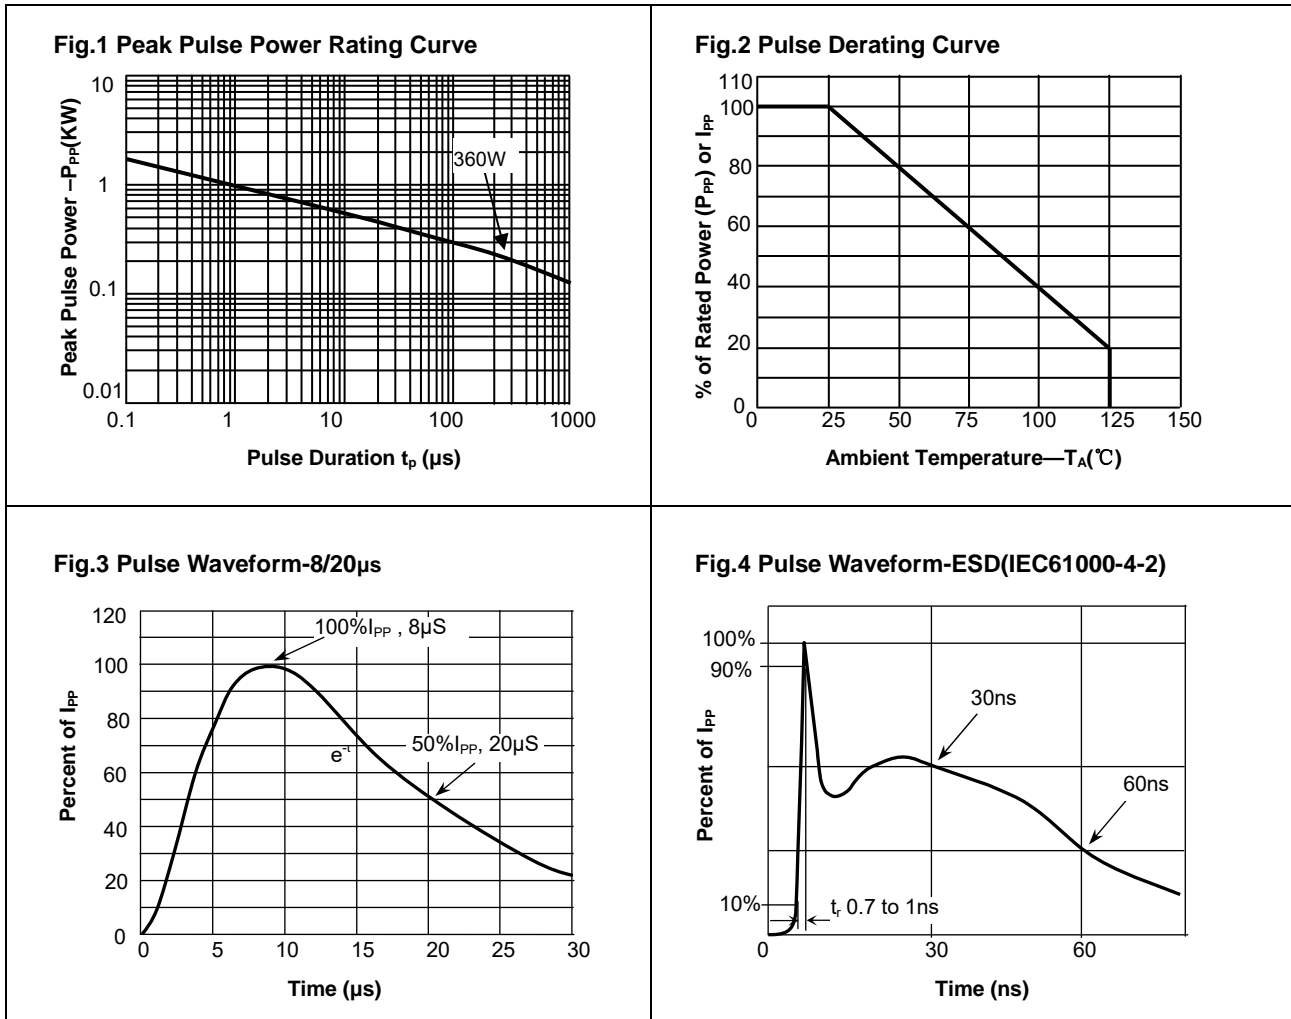 Fig.1 Peak Pulse Power Rating Curve
Peak Pulse Power –PPP(KW)
10
1
0.1
0.01
360W
0.1 1 10 100 1000
Pulse Duration tp (µs)
Fig.2 Pulse Derating Curve
% of Rated Power (PPP) or IPP
110
100
80
60
40
20
0
25 50 75 100 125 150
Ambient Temperature—TA(℃)
Fig.3 Pulse Waveform-8/20µs
Percent of IPP
120
100
80
60
40
20
0
100%IPP , 8µS
50%IPP, 20µS
e-t
0 5 10 15 20 25 30
Time (µs)
Fig.4 Pulse Waveform-ESD(IEC61000-4-2)
Percent of IPP
100%
90%
10%
30ns
60ns
tr 0.7 to 1ns
0 30 60
Time (ns)